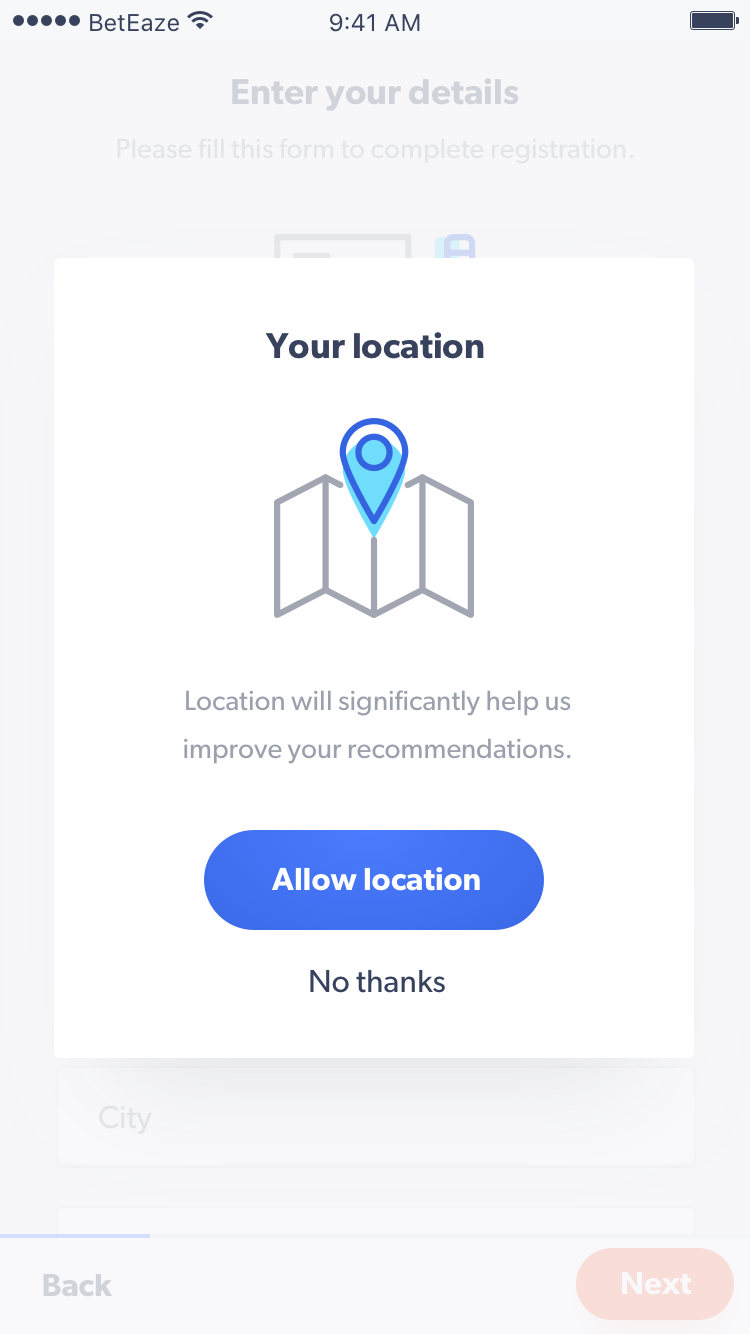 BetEaze 9:41 AM
Enter your details
Please fill this form to complete registration.
Your location
Location will significantly help us
improve your recommendations.
Allow location
No thanks
City
Back Next